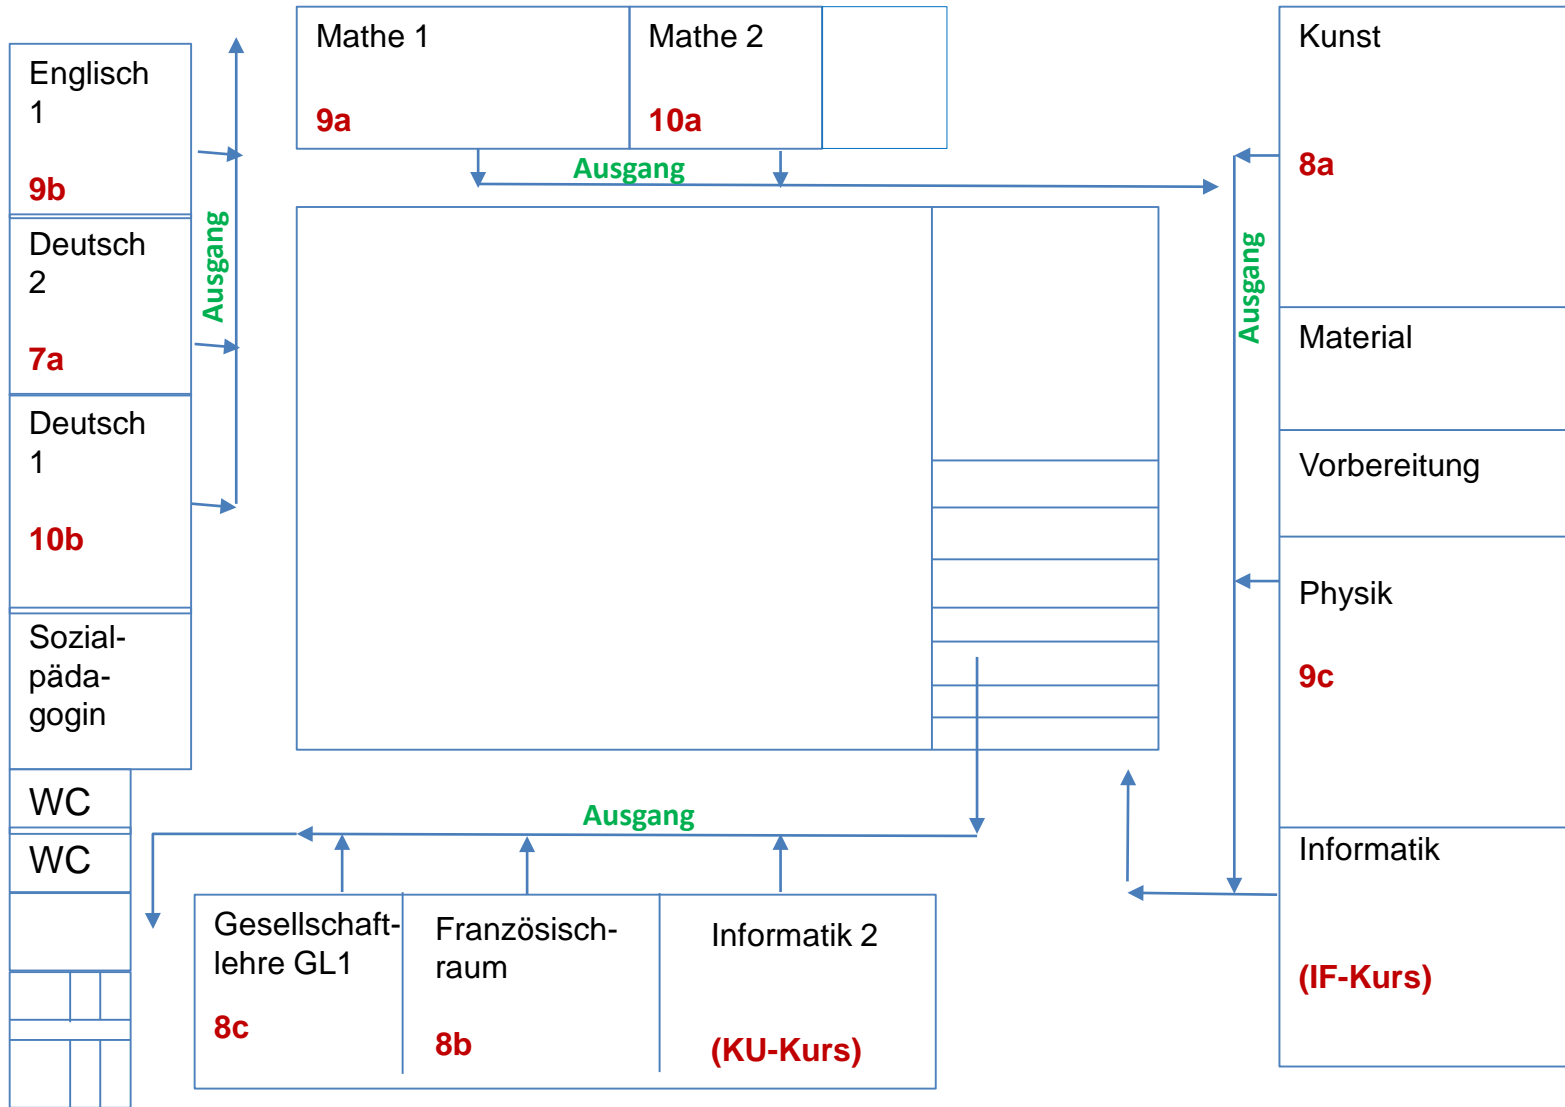 Englisch
1
9b
Deutsch
2
7a
Deutsch
1
10b
Sozial-
päda-
gogin
WC
WC
Ausgang
Mathe 1
9a
Mathe 2
10a
Ausgang
Kunst
8a
Ausgang
Material
Vorbereitung
Physik
9c
Informatik
(IF-Kurs)
Ausgang
Gesellschaft-
lehre GL1
8c
Französisch-
raum
8b
Informatik 2
(KU-Kurs)